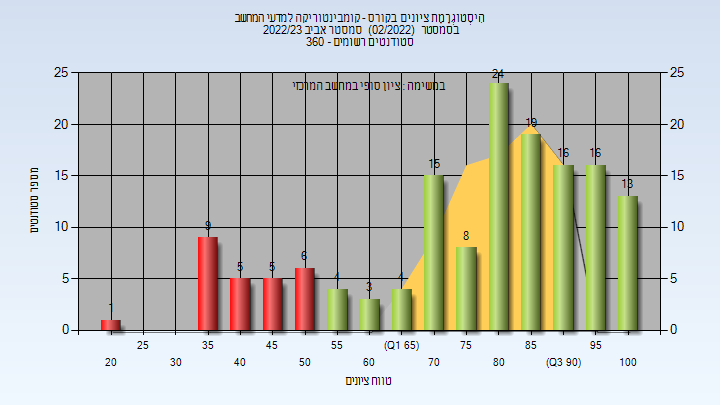 היסטוגרמת ציונים בקורס - קומבינטוריקה למדעי המחשב
בסמסטר (02/2022) סמסטר אביב 2022/23
סטודנטים רשומים - 360
במשימה : ציון סופי במחשב המרכזי
25 25
20 20
15 15
10 10
5 5
0 0
מספר סטודנטים
1 9 5 5 6 4 3 4 15 8 24 19 16 16 13
25 35 45 55 (Q1 65) 75 85 95
20 30 40 50 60 70 80 (Q3 90) 100
טווח ציונים